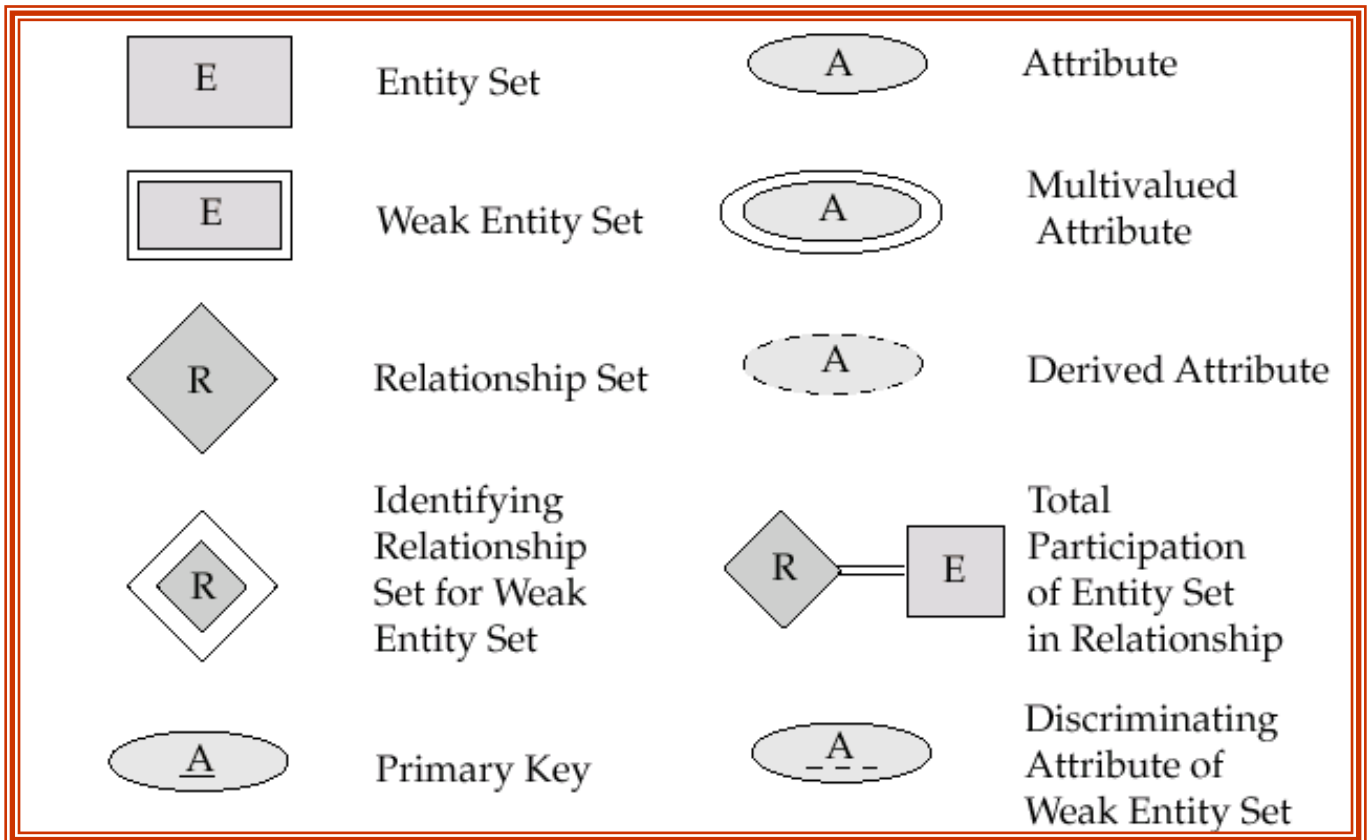 E
Entity Set
A
Attribute
E
Weak Entity Set
A
Multivalued
Attribute
R
Relationship Set
A
Derived Attribute
R
Identifying
Relationship
Set for Weak
Entity Set
R
E
Total
Participation
of Entity Set
in Relationship
A
Primary Key
A
Discriminating
Attribute of
Weak Entity Set